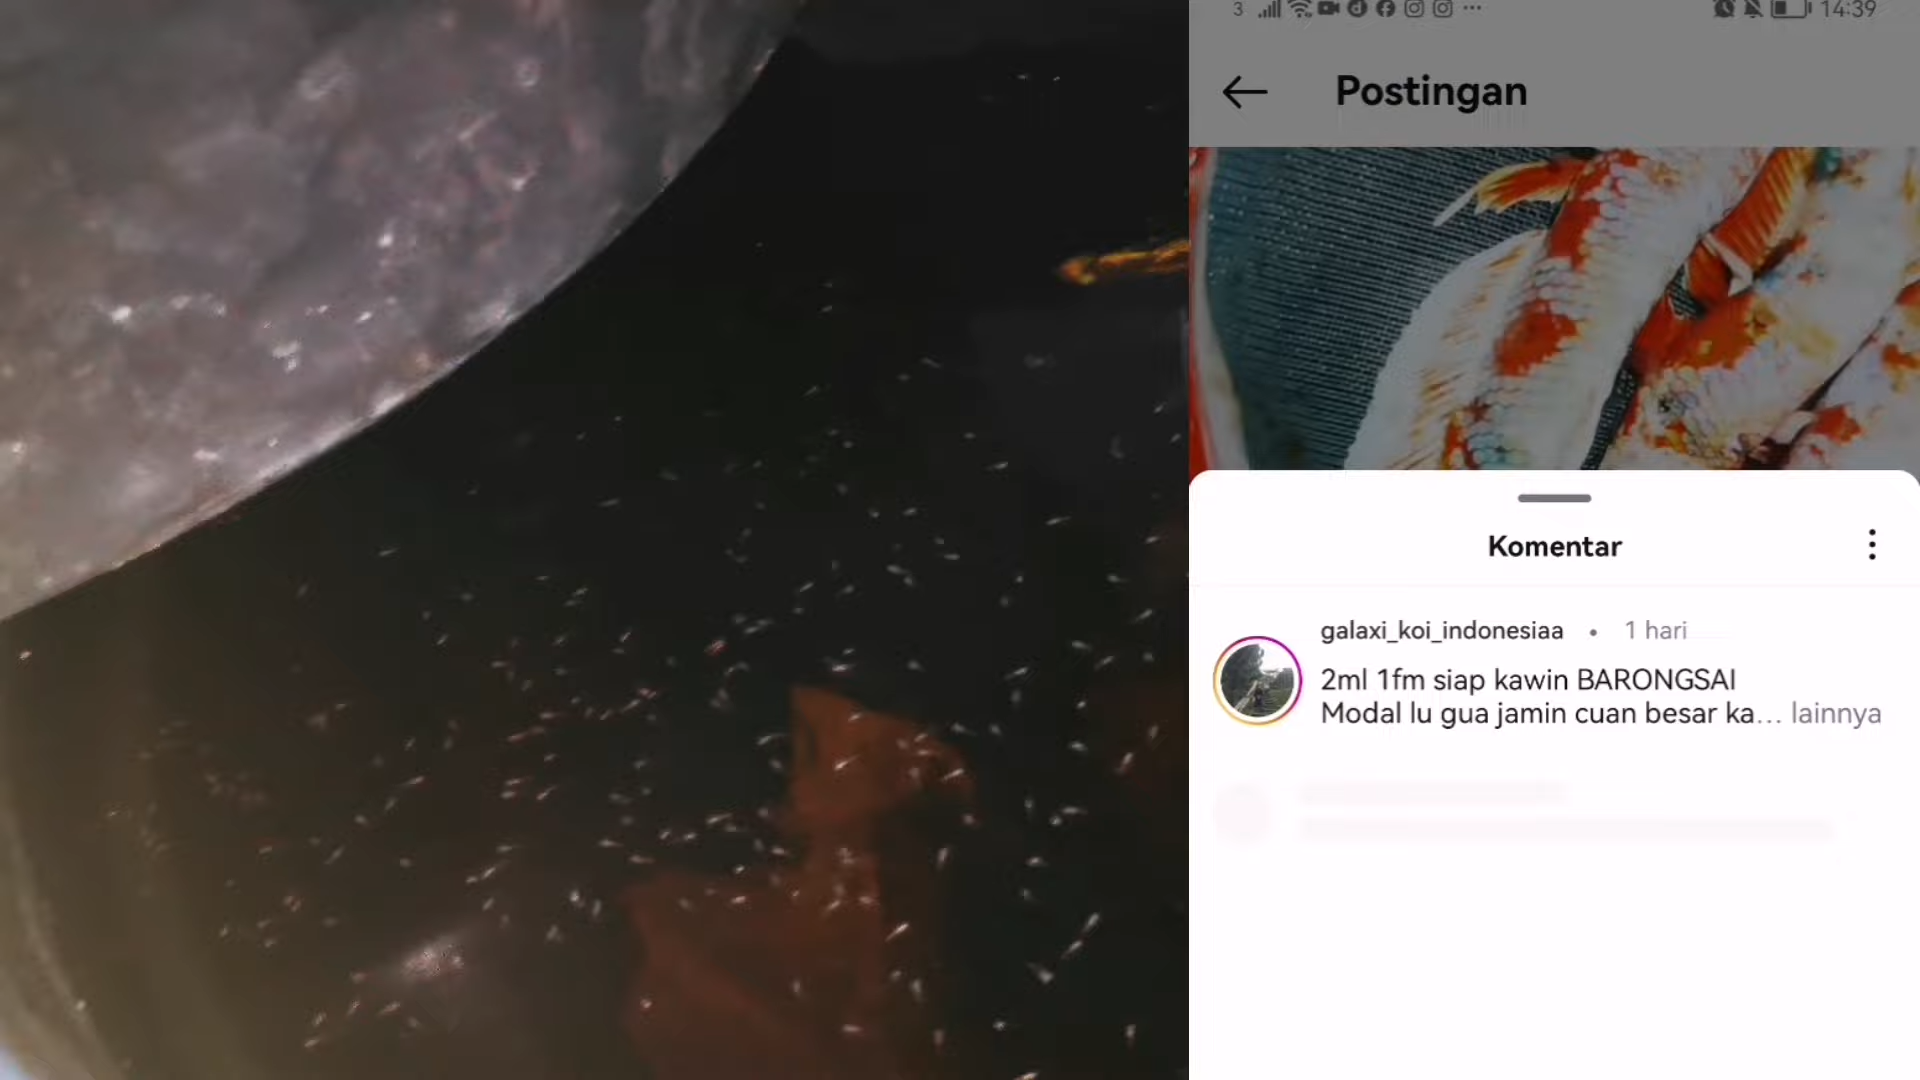 3
14:39
Postingan
Komentar
galaxi_koi_indonesiaa • 1 hari
2ml 1fm siap kawin BARONGSAI
Modal lu gua jamin cuan besar ka... lainnya